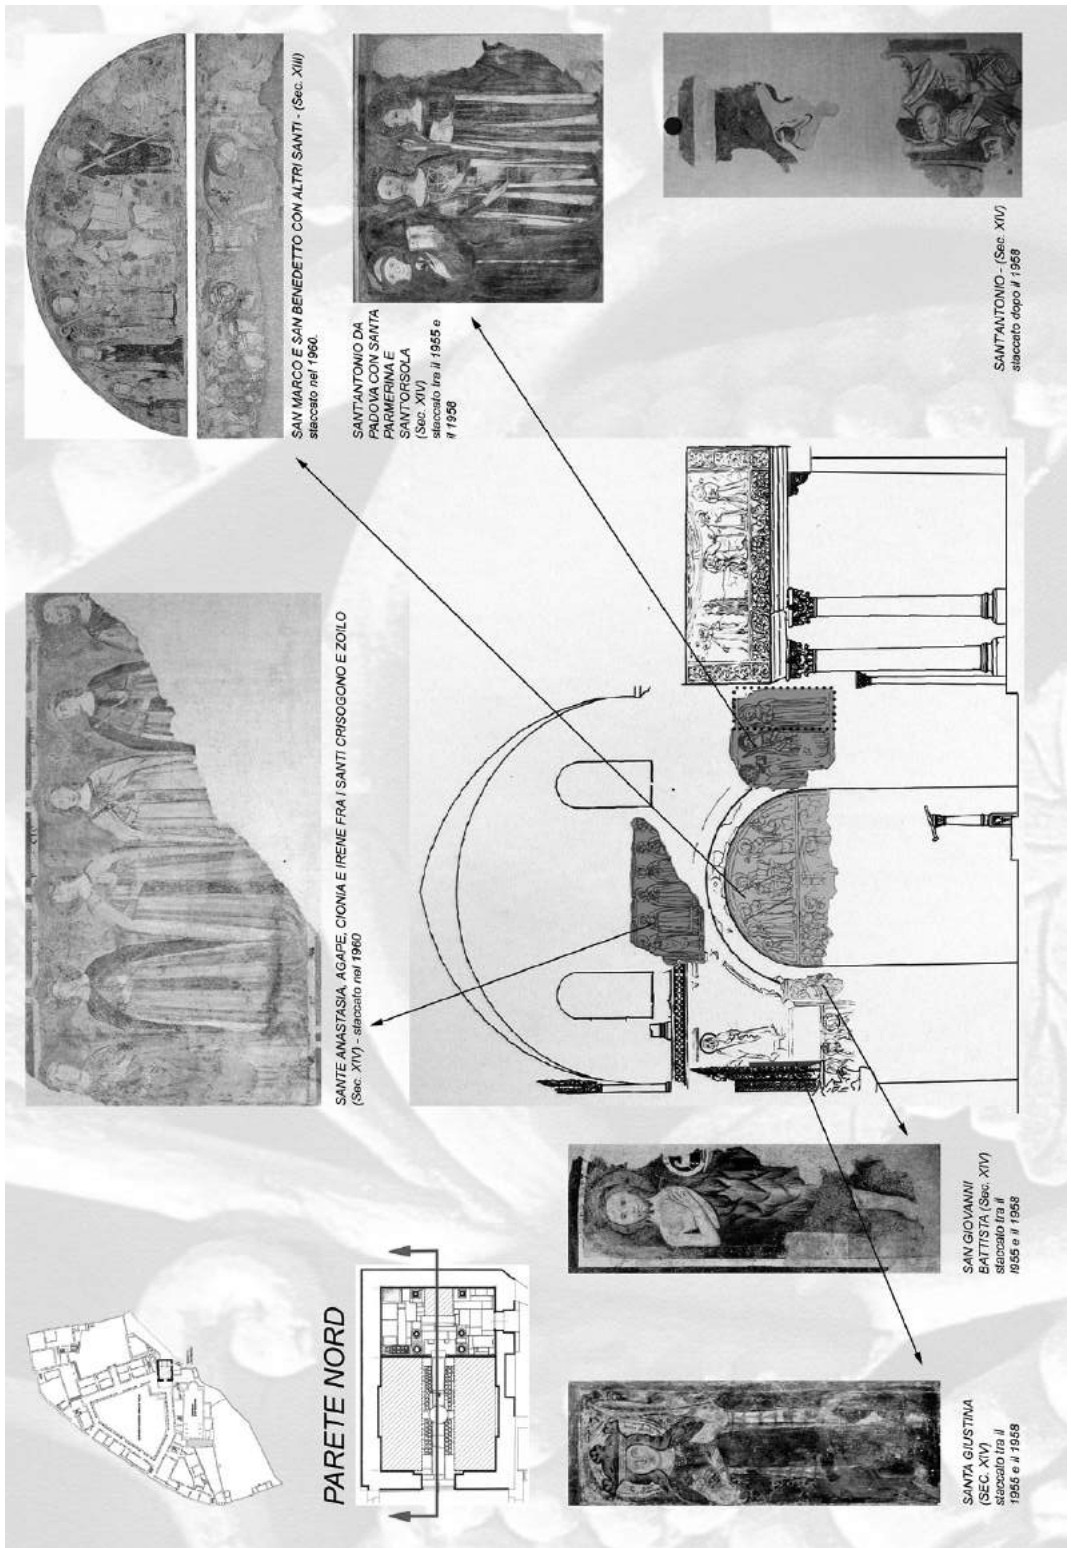 SAN MARCO E SAN BENEDETTO CON ALTRI SANTI - (Sec. XIII)
staccato nel 1960.
SANT'ANTONIO DA
PADOVA CON SANTA
PARMERINA E
SANT'ORSOLA
(Sec. XIV)
staccato tra il 1955 e
il 1958
SANT'ANTONIO - (Sec. XIV)
staccato dopo il 1958
SANTE ANASTASIA, AGAPE, CIONIA E IRENE FRA I SANTI CRISOGONO E ZOILO
(Sec. XIV) - staccato nel 1960
PARETE NORD
SAN GIOVANNI
BATTISTA (Sec. XIV)
staccato tra il
1955 e il 1958
SANTA GIUSTINA
(SEC. XIV)
staccato tra il
1955 e il 1958